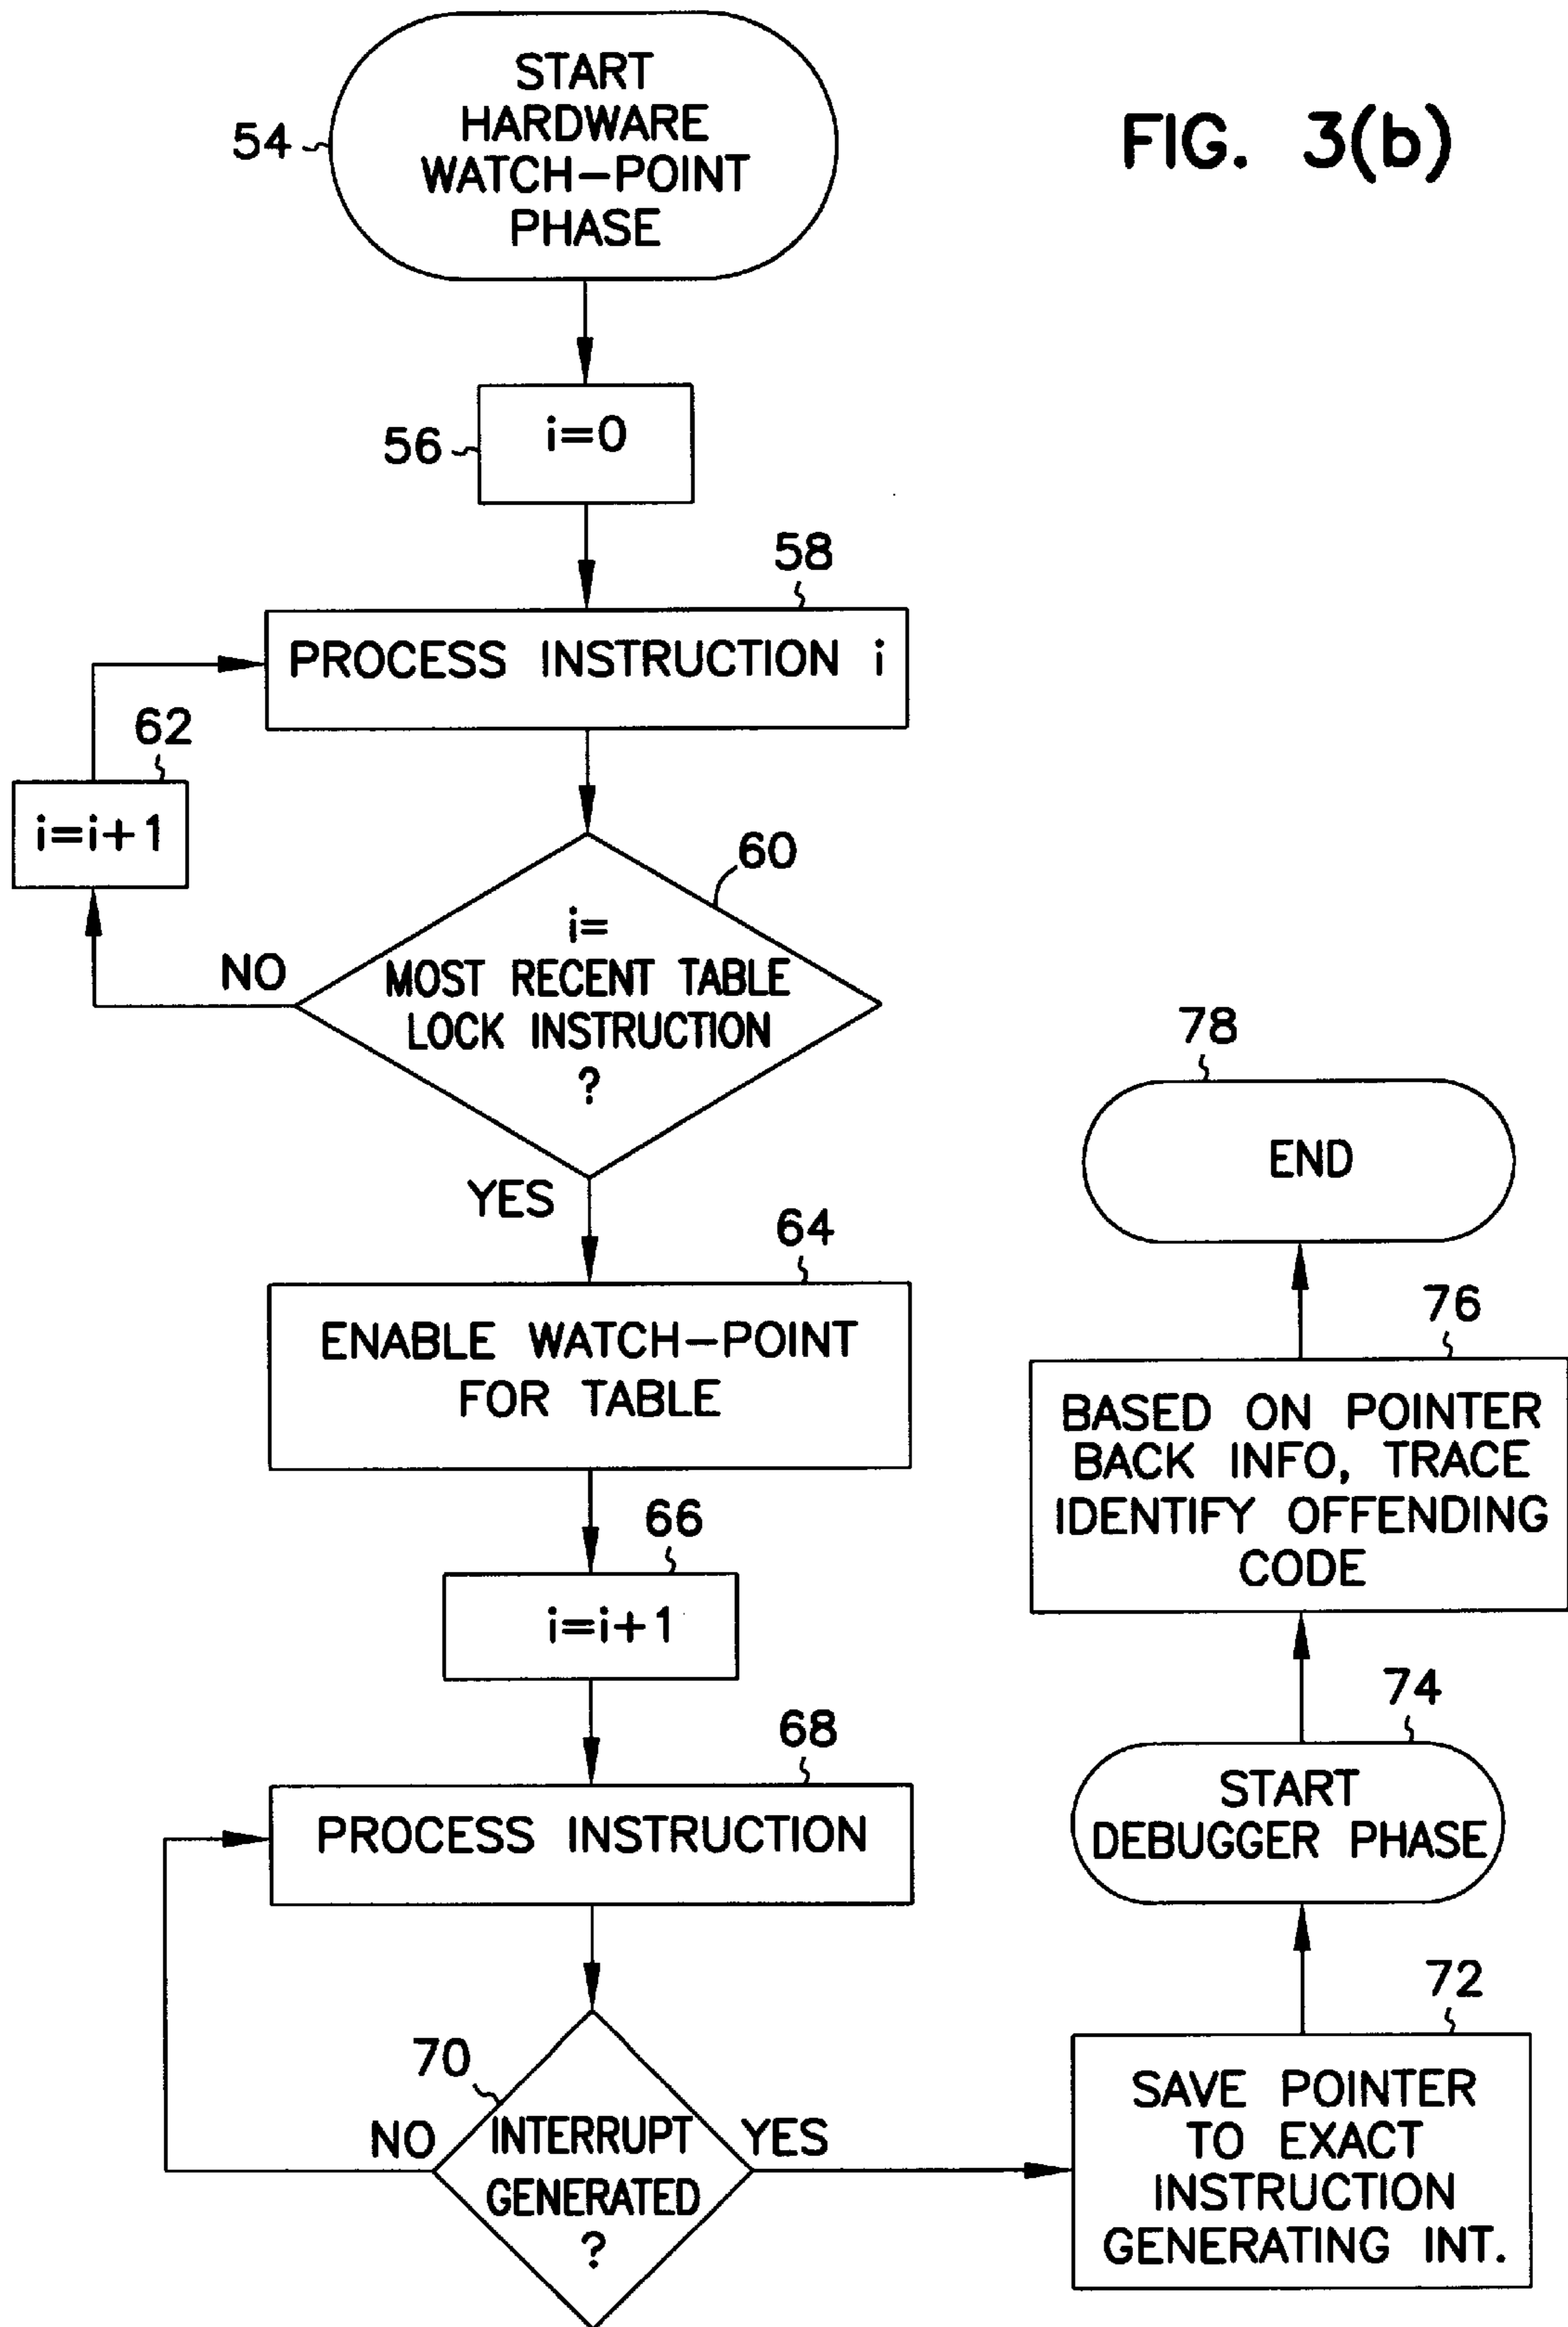 FIG. 3(b)
54
START
HARDWARE
WATCH-POINT
PHASE
56
i=0
58
PROCESS INSTRUCTION i
62
i=i+1
60
i=
MOST RECENT TABLE
LOCK INSTRUCTION
?
NO
YES
64
ENABLE WATCH-POINT
FOR TABLE
66
i=i+1
68
PROCESS INSTRUCTION
70
INTERRUPT
GENERATED
?
NO
YES
72
SAVE POINTER
TO EXACT
INSTRUCTION
GENERATING INT.
74
START
DEBUGGER PHASE
76
BASED ON POINTER
BACK INFO, TRACE
IDENTIFY OFFENDING
CODE
78
END